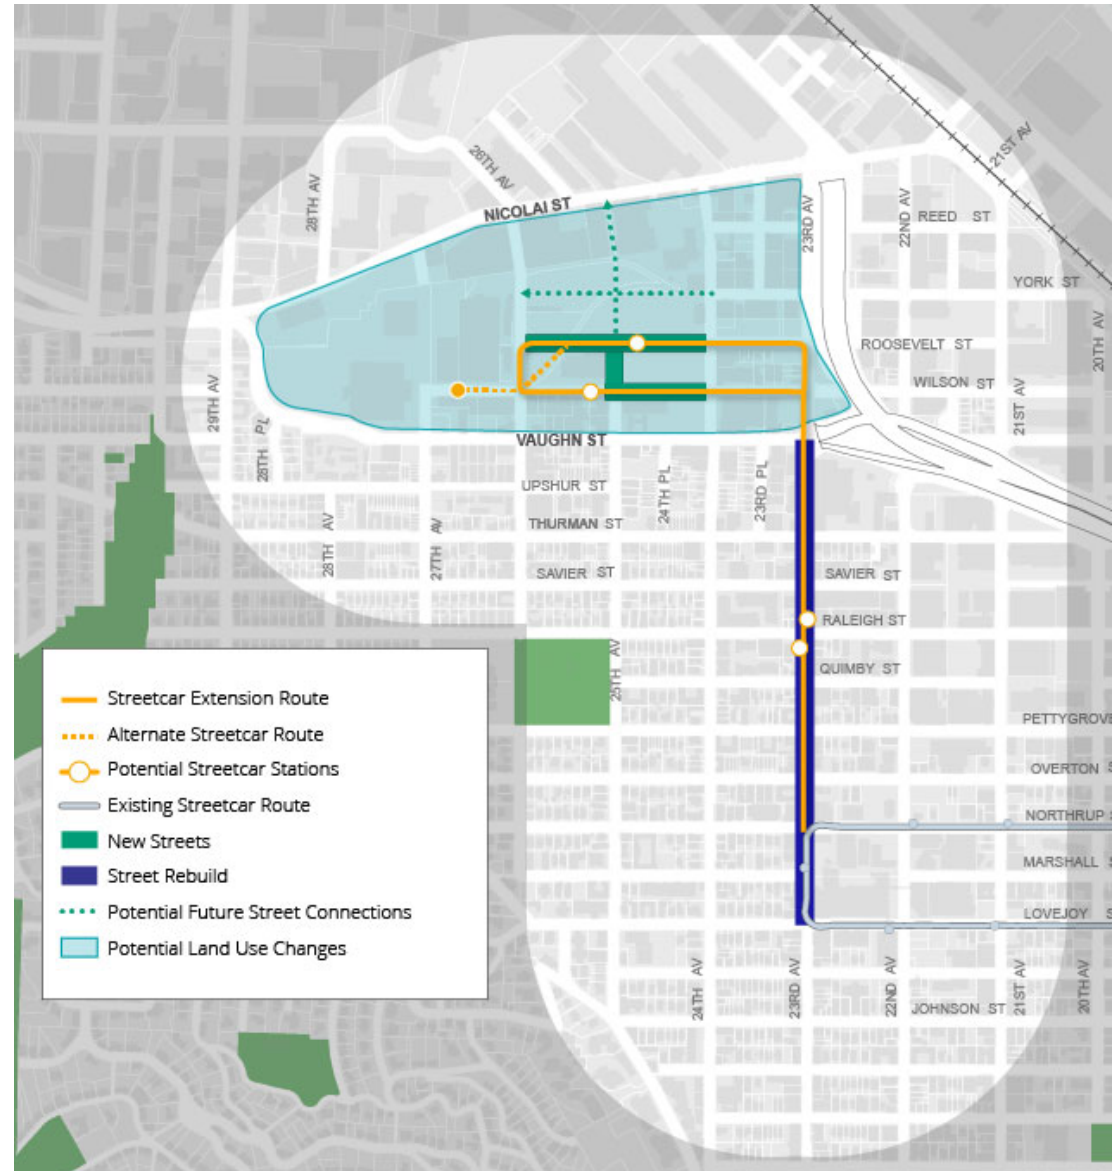 21ST AV
26TH AV
28TH AV
NICOLAI ST
23RD AV
22ND AV
REED ST
YORK ST
20TH AV
ROOSEVELT ST
WILSON ST
21ST AV
29TH AV
28TH PL
VAUGHN ST
UPSHUR ST
24TH PL
23RD PL
THURMAN ST
28TH AV
27TH AV
SAVIER ST
SAVIER ST
RALEIGH ST
25TH AV
QUIMBY ST
PETTYGROVE
OVERTON S
NORTHRUP S
MARSHALL S
LOVEJOY S
Streetcar Extension Route
Alternate Streetcar Route
Potential Streetcar Stations
Existing Streetcar Route
New Streets
Street Rebuild
Potential Future Street Connections
Potential Land Use Changes
24TH AV
23RD AV
22ND AV
JOHNSON ST
21ST AV
20TH AV